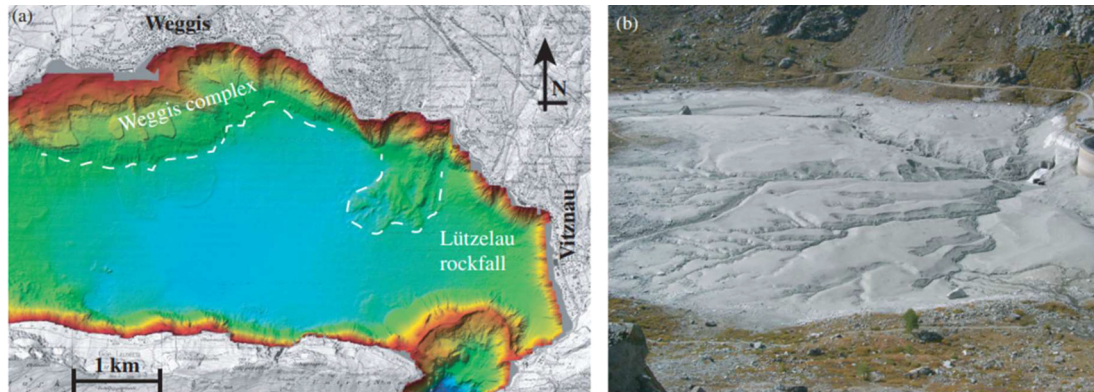 (a)
Weggis
Weggis complex
N
Lützelau
rockfall
Vitznau
1 km
(b)